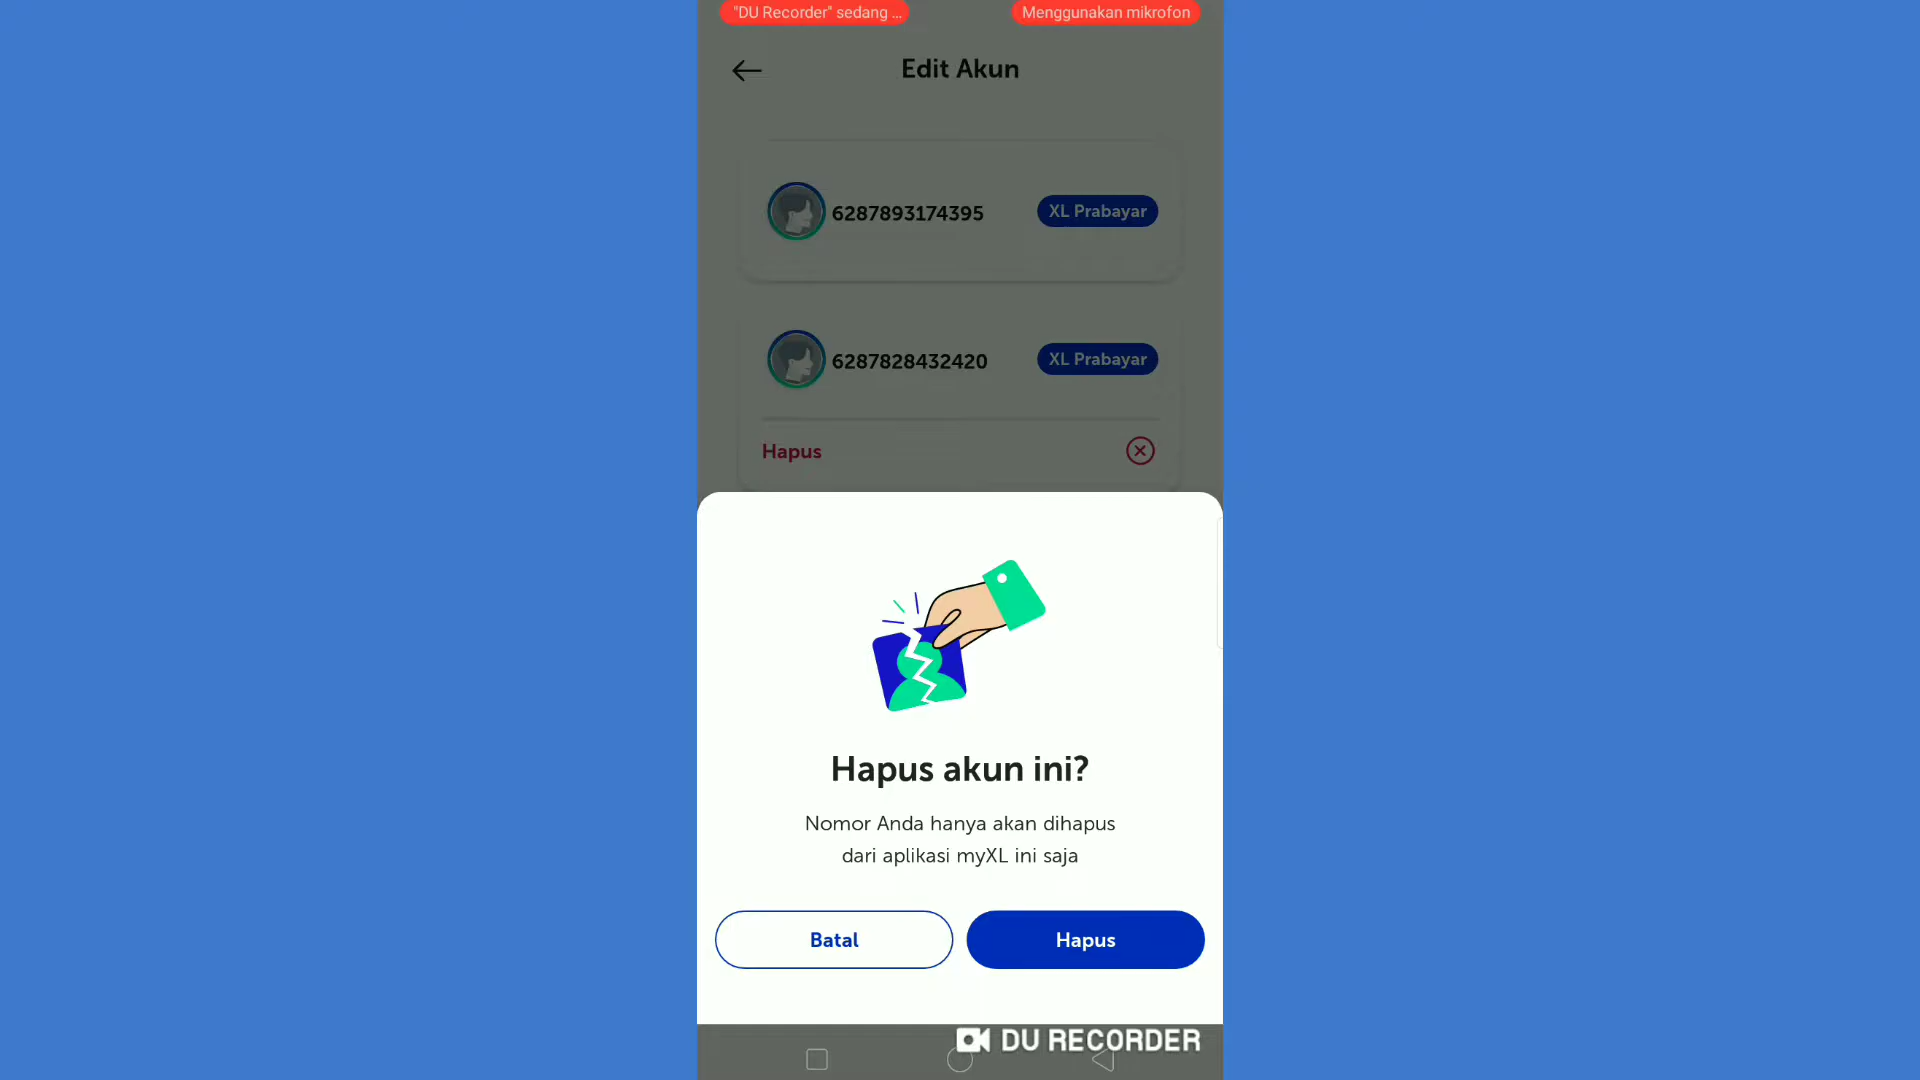 "DU Recorder" sedang ...
Menggunakan mikrofon
Edit Akun
6287893174395
XL Prabayar
6287828432420
XL Prabayar
Hapus
Hapus akun ini?
Nomor Anda hanya akan dihapus
dari aplikasi myXL ini saja
Batal
Hapus
DU RECORDER